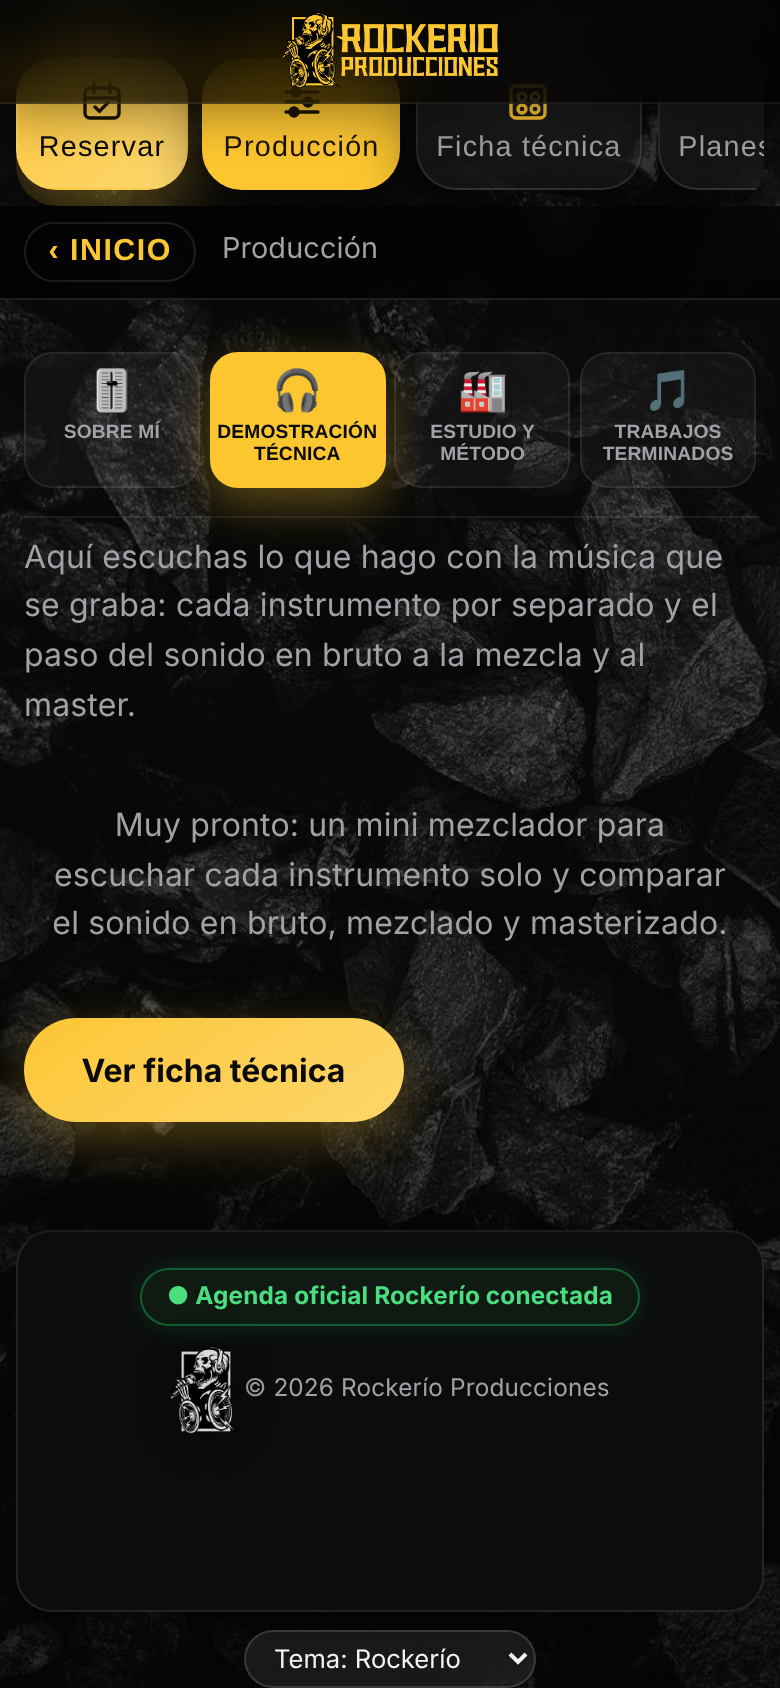 ROCKERIO
PRODUCCIONES
Reservar
Producción
Ficha técnica
Planes
‹ INICIO
Producción
SOBRE MÍ
DEMOSTRACIÓN
TÉCNICA
ESTUDIO Y
MÉTODO
TRABAJOS
TERMINADOS
Aquí escuchas lo que hago con la música que
se graba: cada instrumento por separado y el
paso del sonido en bruto a la mezcla y al
master.
Muy pronto: un mini mezclador para
escuchar cada instrumento solo y comparar
el sonido en bruto, mezclado y masterizado.
Ver ficha técnica
Agenda oficial Rockerío conectada
© 2026 Rockerío Producciones
Tema: Rockerío